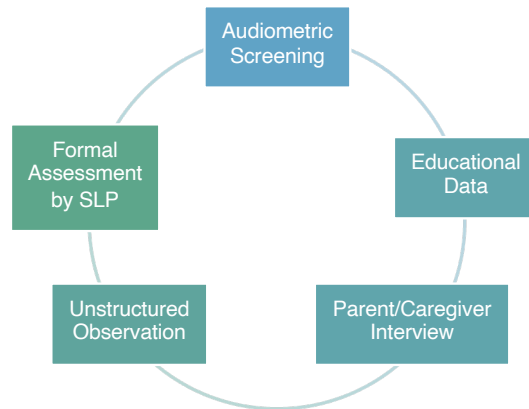 Audiometric
Screening
Educational
Data
Parent/Caregiver
Interview
Unstructured
Observation
Formal
Assessment
by SLP